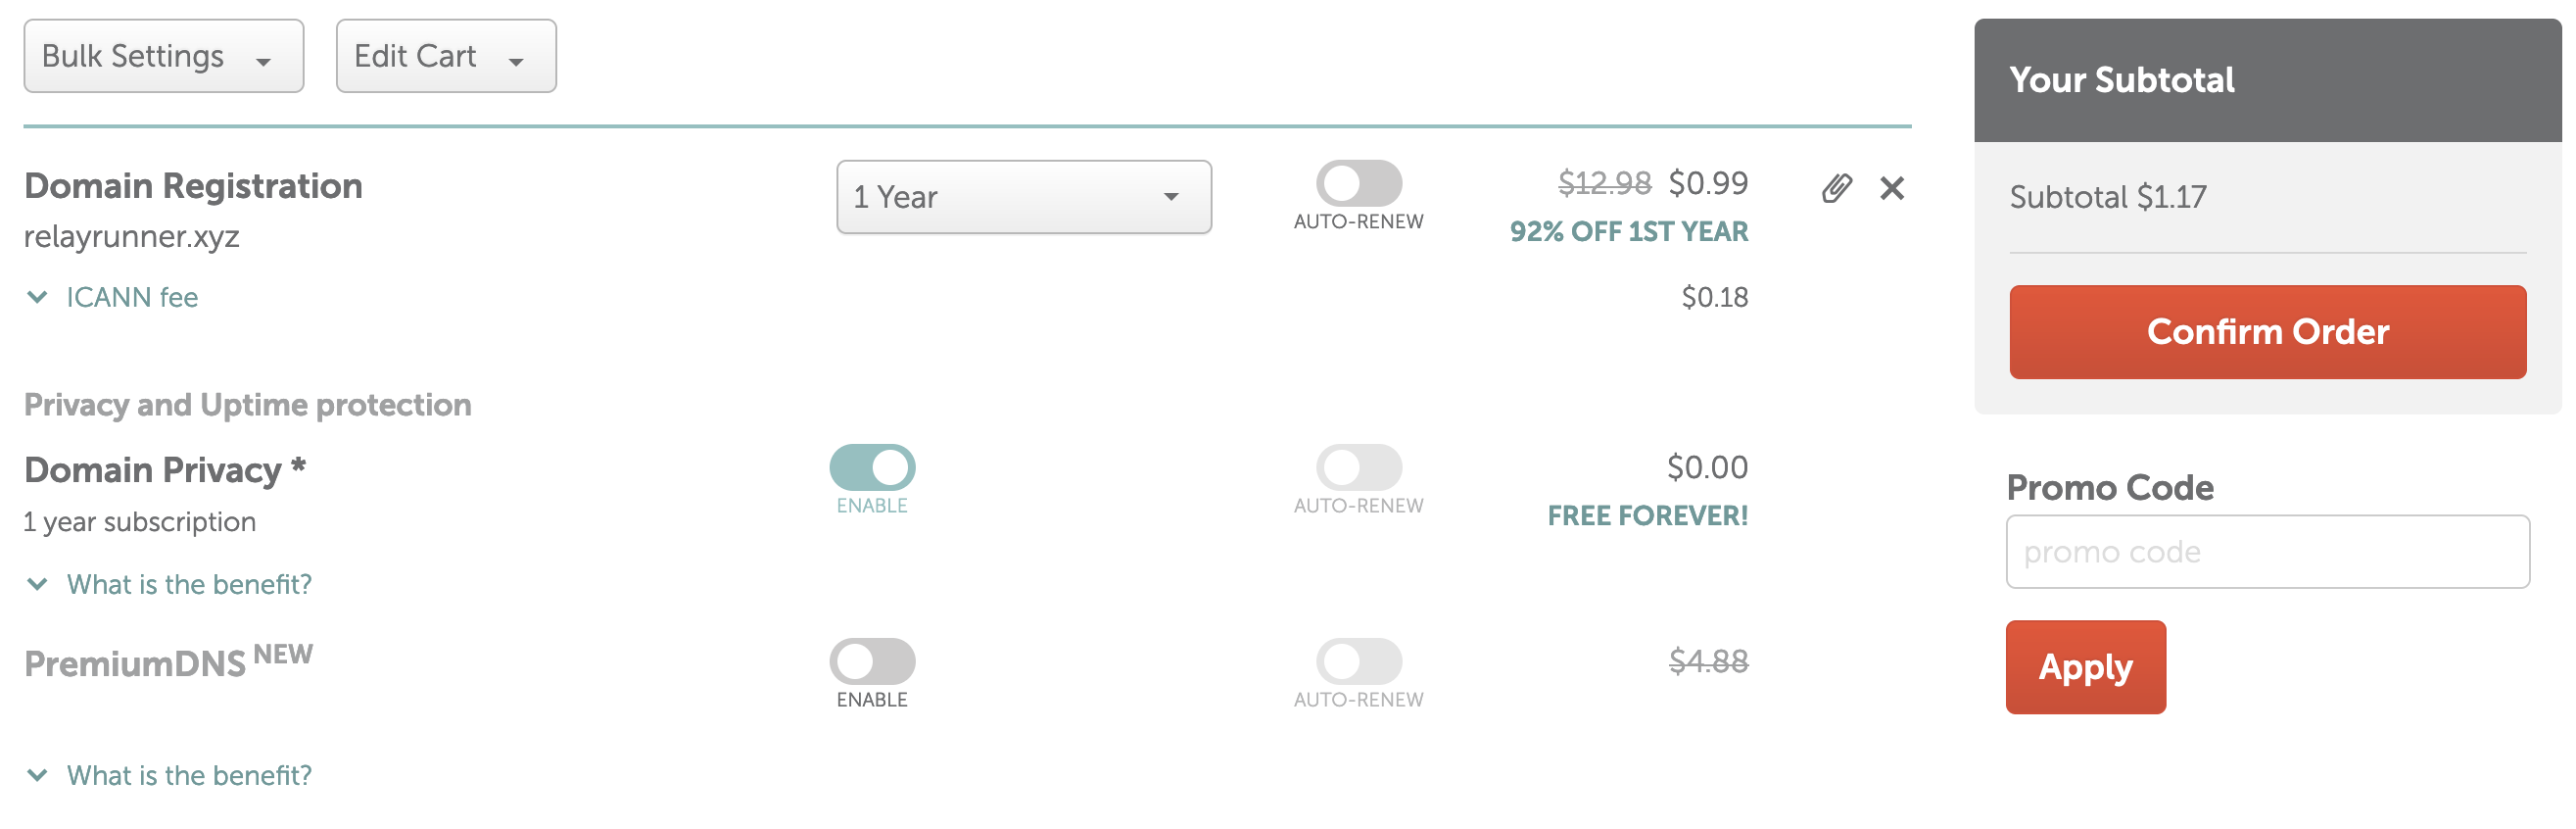 Bulk Settings
Edit Cart
Domain Registration
relayrunner.xyz
1 Year
AUTO-RENEW
$12.98 $0.99
92% OFF 1ST YEAR
ICANN fee
$0.18
Privacy and Uptime protection
Domain Privacy *
1 year subscription
ENABLE
AUTO-RENEW
$0.00
FREE FOREVER!
What is the benefit?
PremiumDNS NEW
ENABLE
AUTO-RENEW
$4.88
What is the benefit?
Your Subtotal
Subtotal $1.17
Confirm Order
Promo Code
promo code
Apply